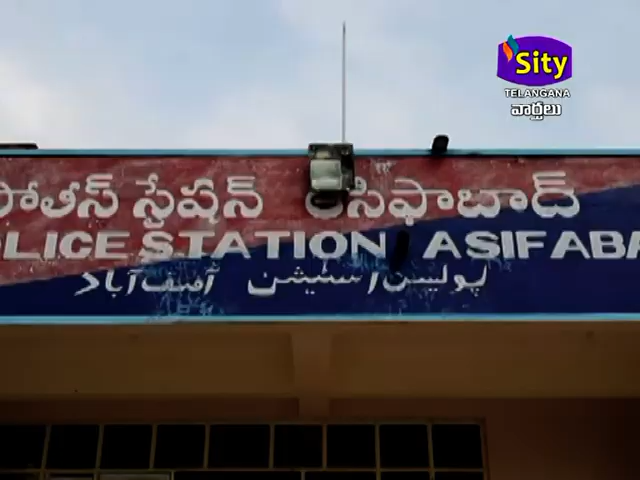 Sity
TELANGANA
వార్తలు
పోలీస్ స్టేషన్ ఆసిఫాబాద్
OLICE STATION ASIFABA
پولیس اسٹیشن آصف آباد